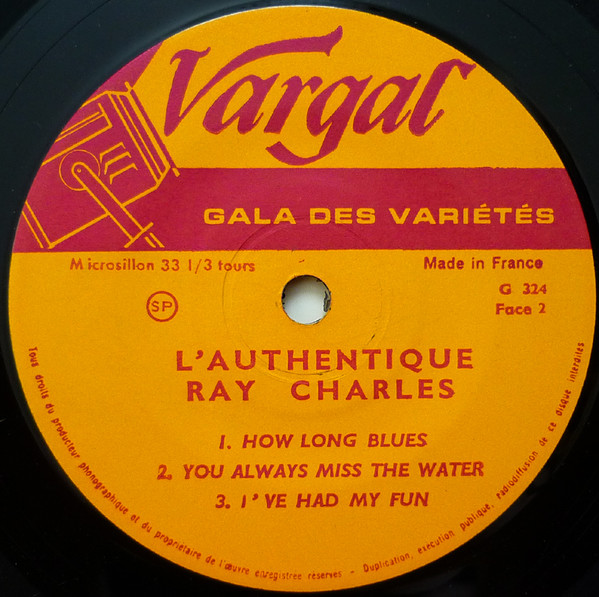 Vargal
GALA DES VARIÉTÉS
Microsillon 33 1/3 tours
Made in France
G 324
SP
Face 2
L'AUTHENTIQUE
RAY CHARLES
1. HOW LONG BLUES
2. YOU ALWAYS MISS THE WATER
3. I'VE HAD MY FUN
Tous droits du producteur phonographique et du propriétaire de l'œuvre enregistrée réservés - Duplication, execution publique, radiodiffusion de ce disque interdites